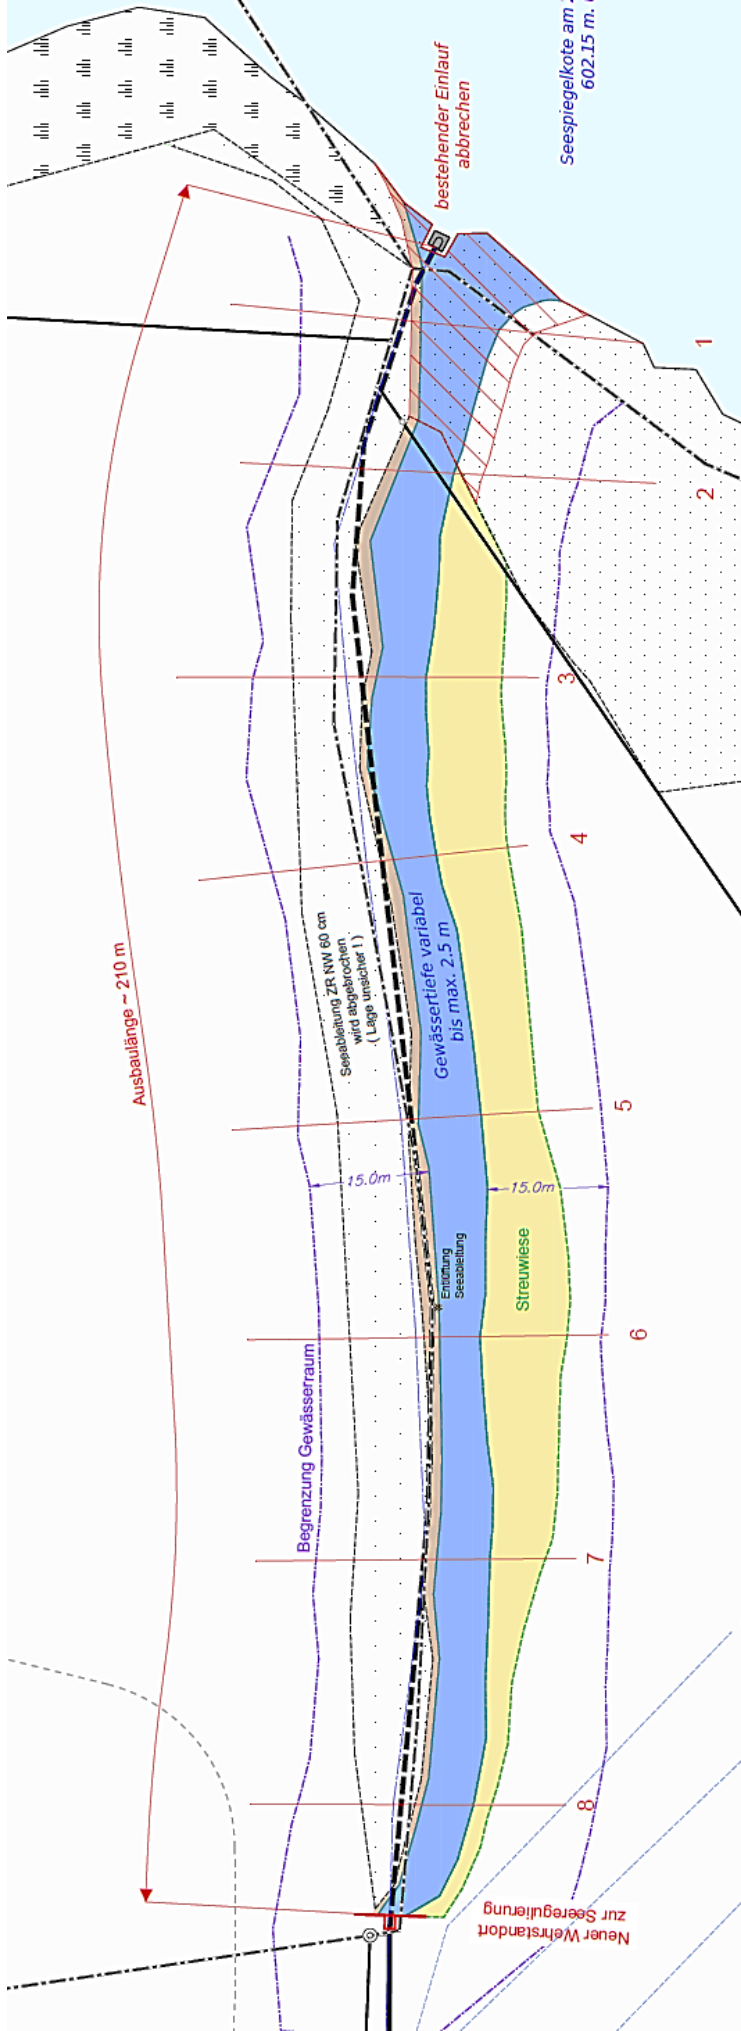 bestehender Einlauf
abbrechen
Seespiegelkote am
602.15 m.
1
2
3
4
Ausbaulänge ~ 210 m
Seeableitung ZR NW 60 cm
wird abgebrochen
( Lage unsicher ! )
Gewässertiefe variabel
bis max. 2.5 m
5
15.0m
15.0m
Entlüftung
Seeableitung
Streuwiese
6
Begrenzung Gewässerraum
7
8
Neuer Wehrstandort
zur Seeregulierung